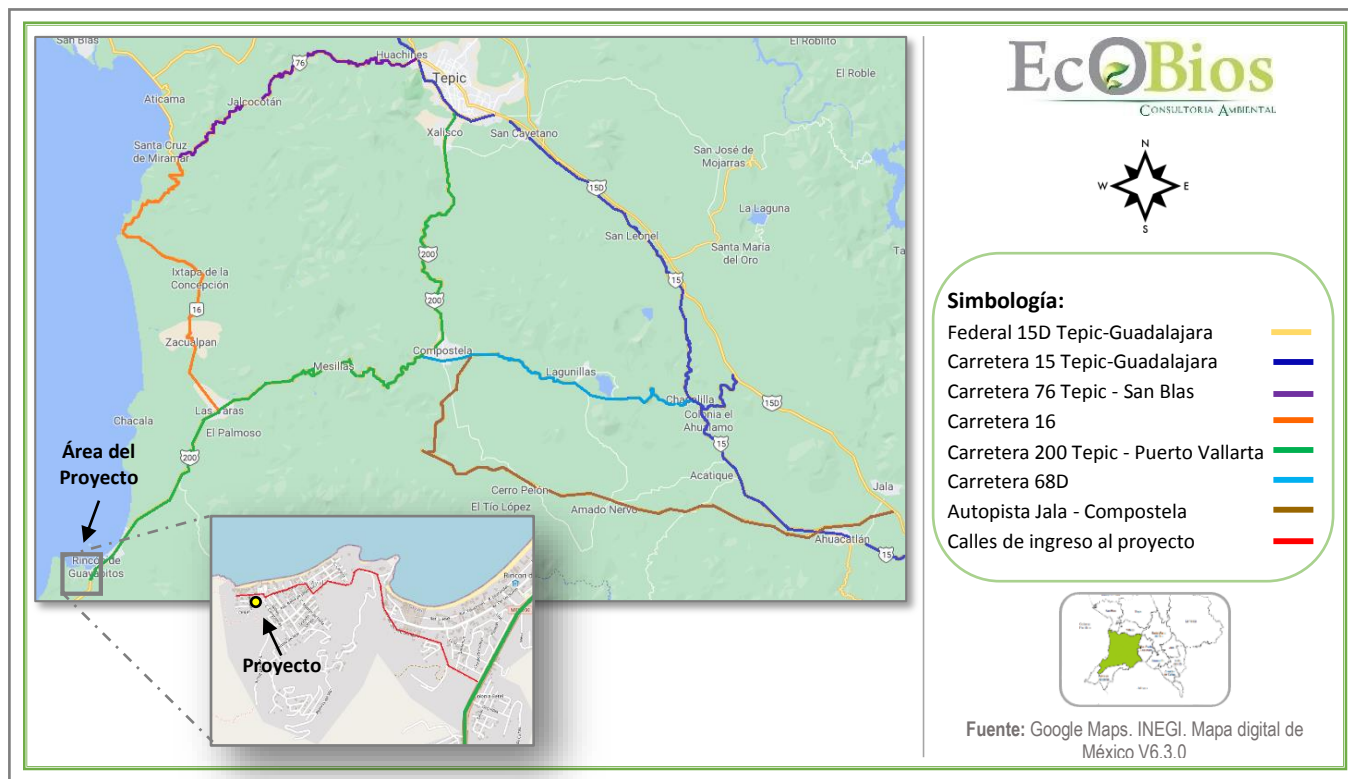 San Blas
Aticama
76
Jalcocotán
Huachines
Tepic
El Roblito
El Roble
Santa Cruz
de Miramar
Xalisco
San Cayetano
San José de
Mojarras
15D
La Laguna
San Leonel
Santa María
del Oro
Ta
200
Ixtapa de la
Concepción
15
200
16
Zacualpan
Compostela
Mesillas
Lagunillas
Chapalilla
Colonia el
Ahualamo
15D
Las Varas
Chacala
El Palmoso
15
Área del
Proyecto
200
Acatique
Jala
Cerro Pelón
El Tío López
Amado Nervo
Ahuacatlán
15
Rincón de
Guayabitos
Rincon d
Proyecto
EcOBios
CONSULTORIA AMBIENTAL
N
W E
S
Simbología:
Federal 15D Tepic-Guadalajara
Carretera 15 Tepic-Guadalajara
Carretera 76 Tepic - San Blas
Carretera 16
Carretera 200 Tepic - Puerto Vallarta
Carretera 68D
Autopista Jala - Compostela
Calles de ingreso al proyecto
Fuente: Google Maps. INEGI. Mapa digital de
México V6.3.0